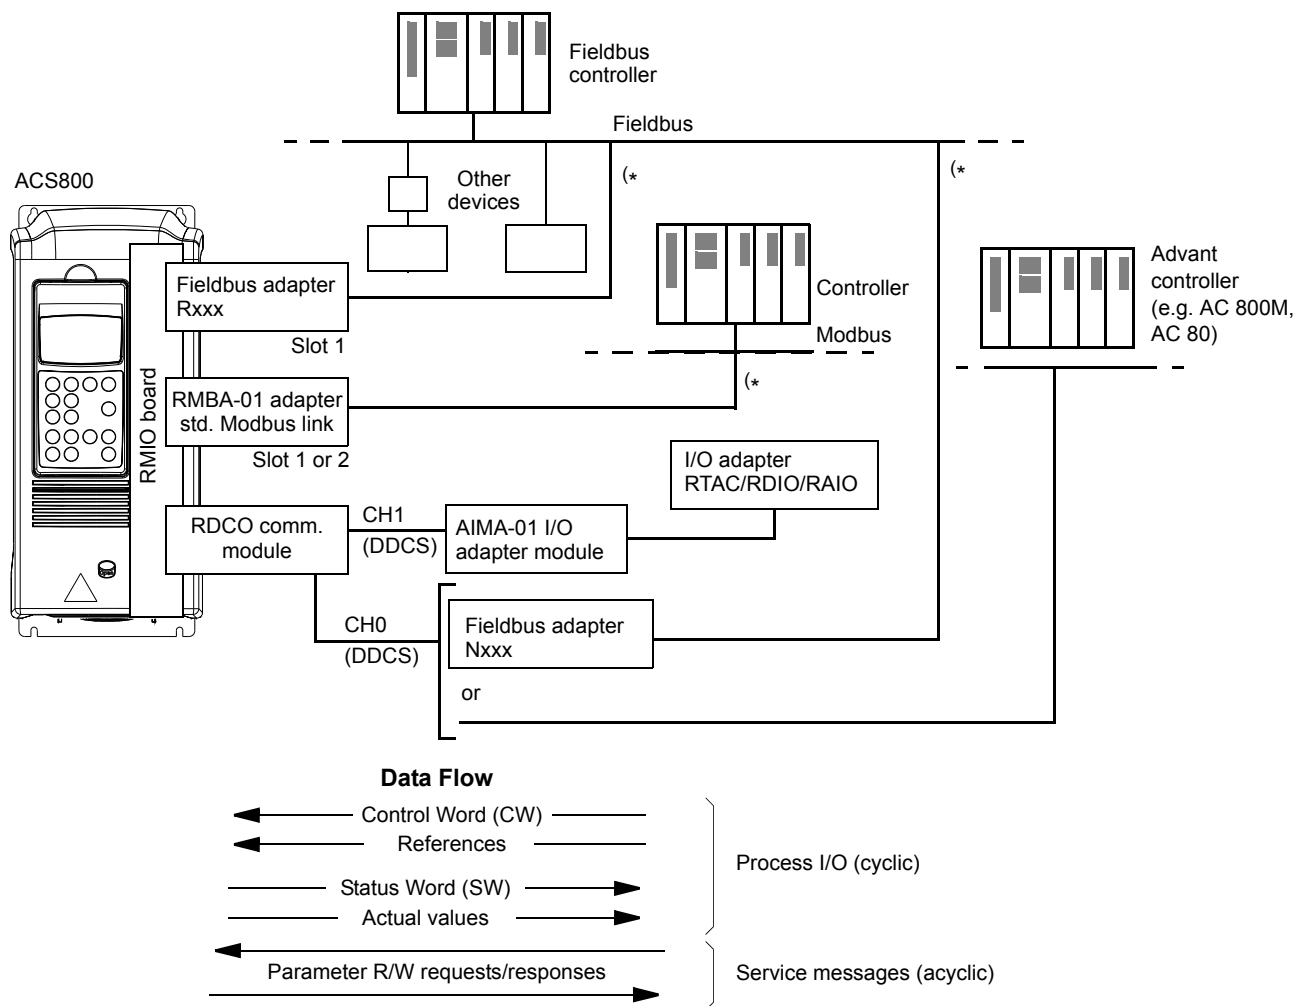 Fieldbus
controller
Fieldbus
ACS800
Other
devices
(*
(*
Fieldbus adapter
Rxxx
Slot 1
Controller
Modbus
(*
Advant
controller
(e.g. AC 800M,
AC 80)
RMIO board
RMBA-01 adapter
std. Modbus link
Slot 1 or 2
I/O adapter
RTAC/RDIO/RAIO
RDCO comm.
module
CH1
(DDCS)
AIMA-01 I/O
adapter module
CH0
(DDCS)
Fieldbus adapter
Nxxx
or
Data Flow
Control Word (CW)
References
Status Word (SW)
Actual values
Process I/O (cyclic)
Parameter R/W requests/responses
Service messages (acyclic)